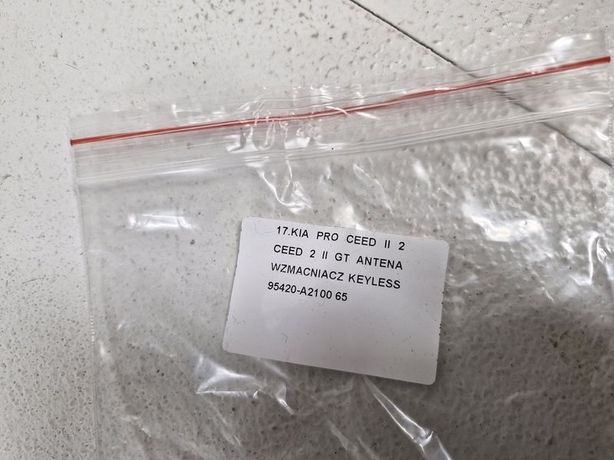 17.KIA PRO CEED II 2
CEED 2 II GT ANTENA
WZMACNIACZ KEYLESS
95420-A2100 65